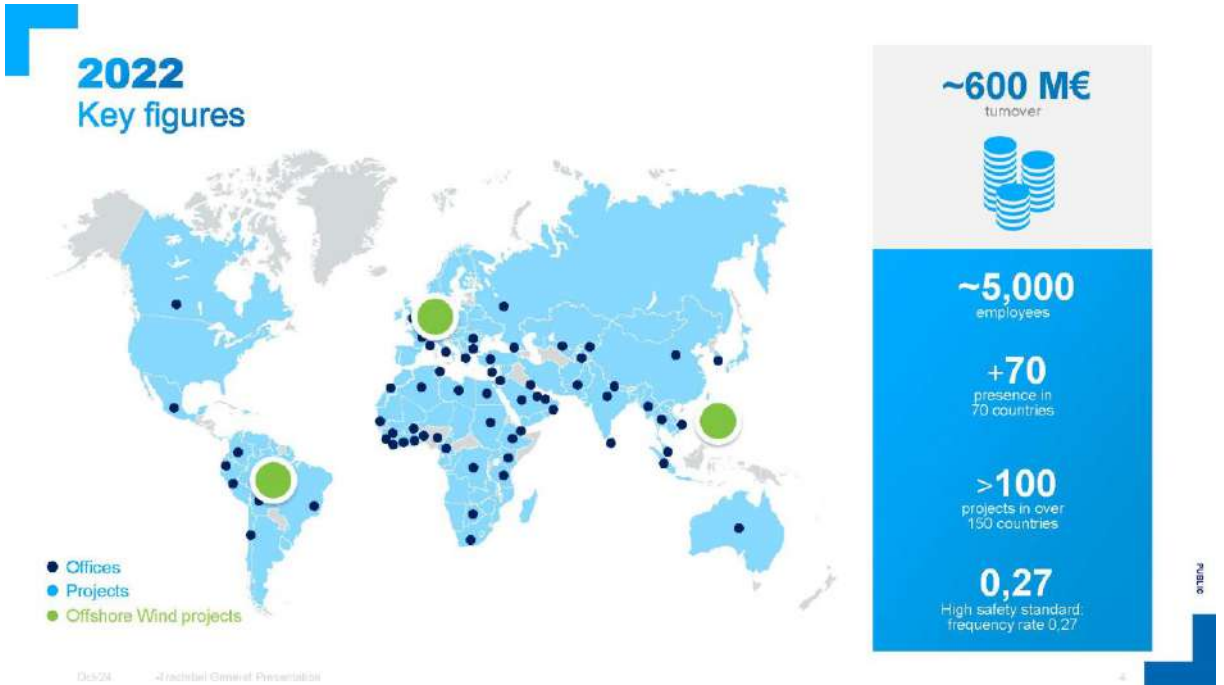 2022
Key figures
~600 M€
turnover
~5,000
employees
+70
presence in
70 countries
>100
projects in over
150 countries
0,27
High safety standard:
frequency rate 0,27
Offices
Projects
Offshore Wind projects
PUBLIC
Oct-24
Tractebel General Presentation
4